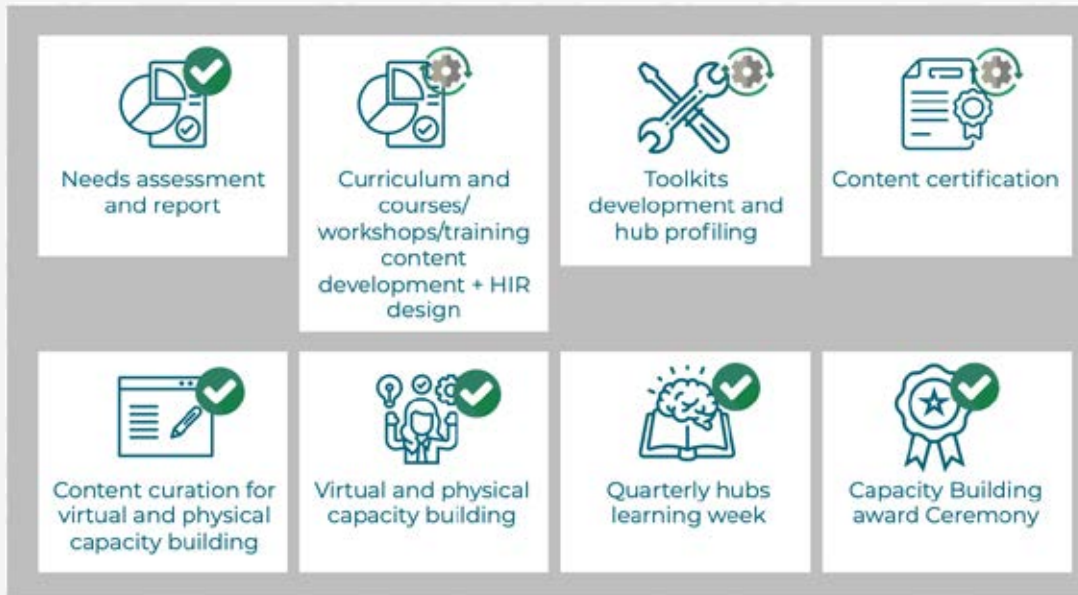 Needs assessment
and report
Curriculum and
courses/
workshops/training
content
development + HIR
design
Toolkits
development and
hub profiling
Content certification
Content curation for
virtual and physical
capacity building
Virtual and physical
capacity building
Quarterly hubs
learning week
Capacity Building
award Ceremony